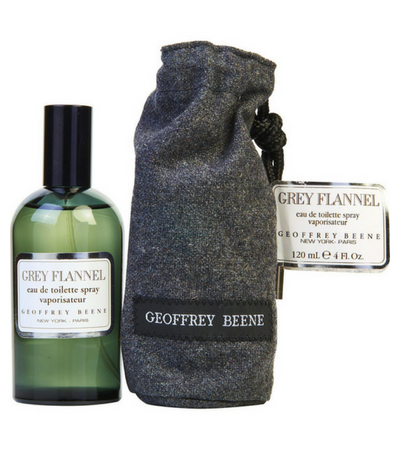 GREY FLANNEL
eau de toilette spray
vaporisateur
GEOFFREY BEENE
NEW YORK · PARIS
GEOFFREY BEENE
GREY FLANNEL
eau de toilette spray
vaporisateur
GEOFFREY BEENE
NEW YORK · PARIS
120 mL ℮ 4 Fl. Oz.